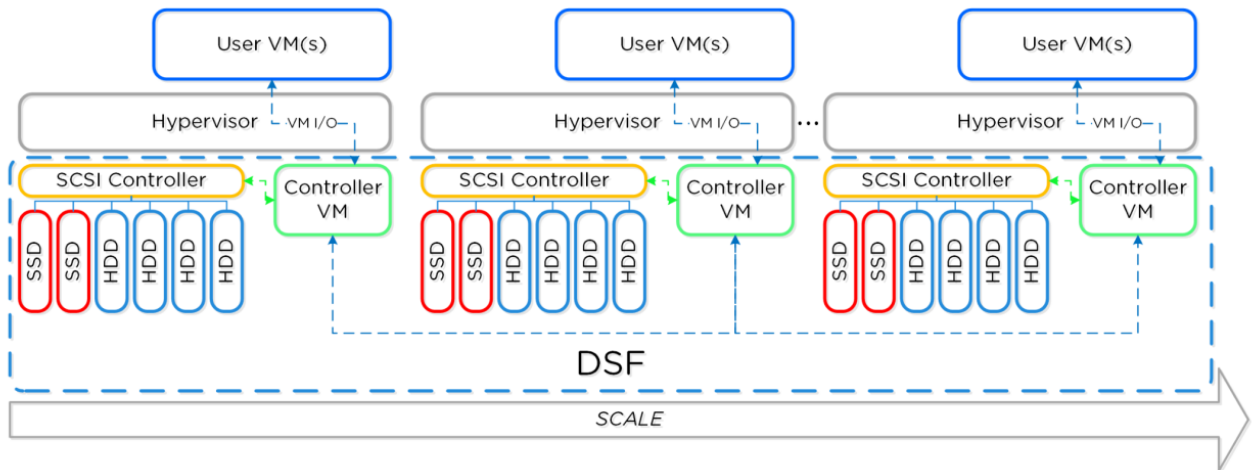 User VM(s)
User VM(s)
User VM(s)
Hypervisor
VM I/O
Hypervisor
VM I/O
...
Hypervisor
VM I/O
SCSI Controller
Controller
VM
SCSI Controller
Controller
VM
SCSI Controller
Controller
VM
SSD
SSD
HDD
HDD
HDD
HDD
SSD
SSD
HDD
HDD
HDD
HDD
SSD
SSD
HDD
HDD
HDD
HDD
DSF
SCALE